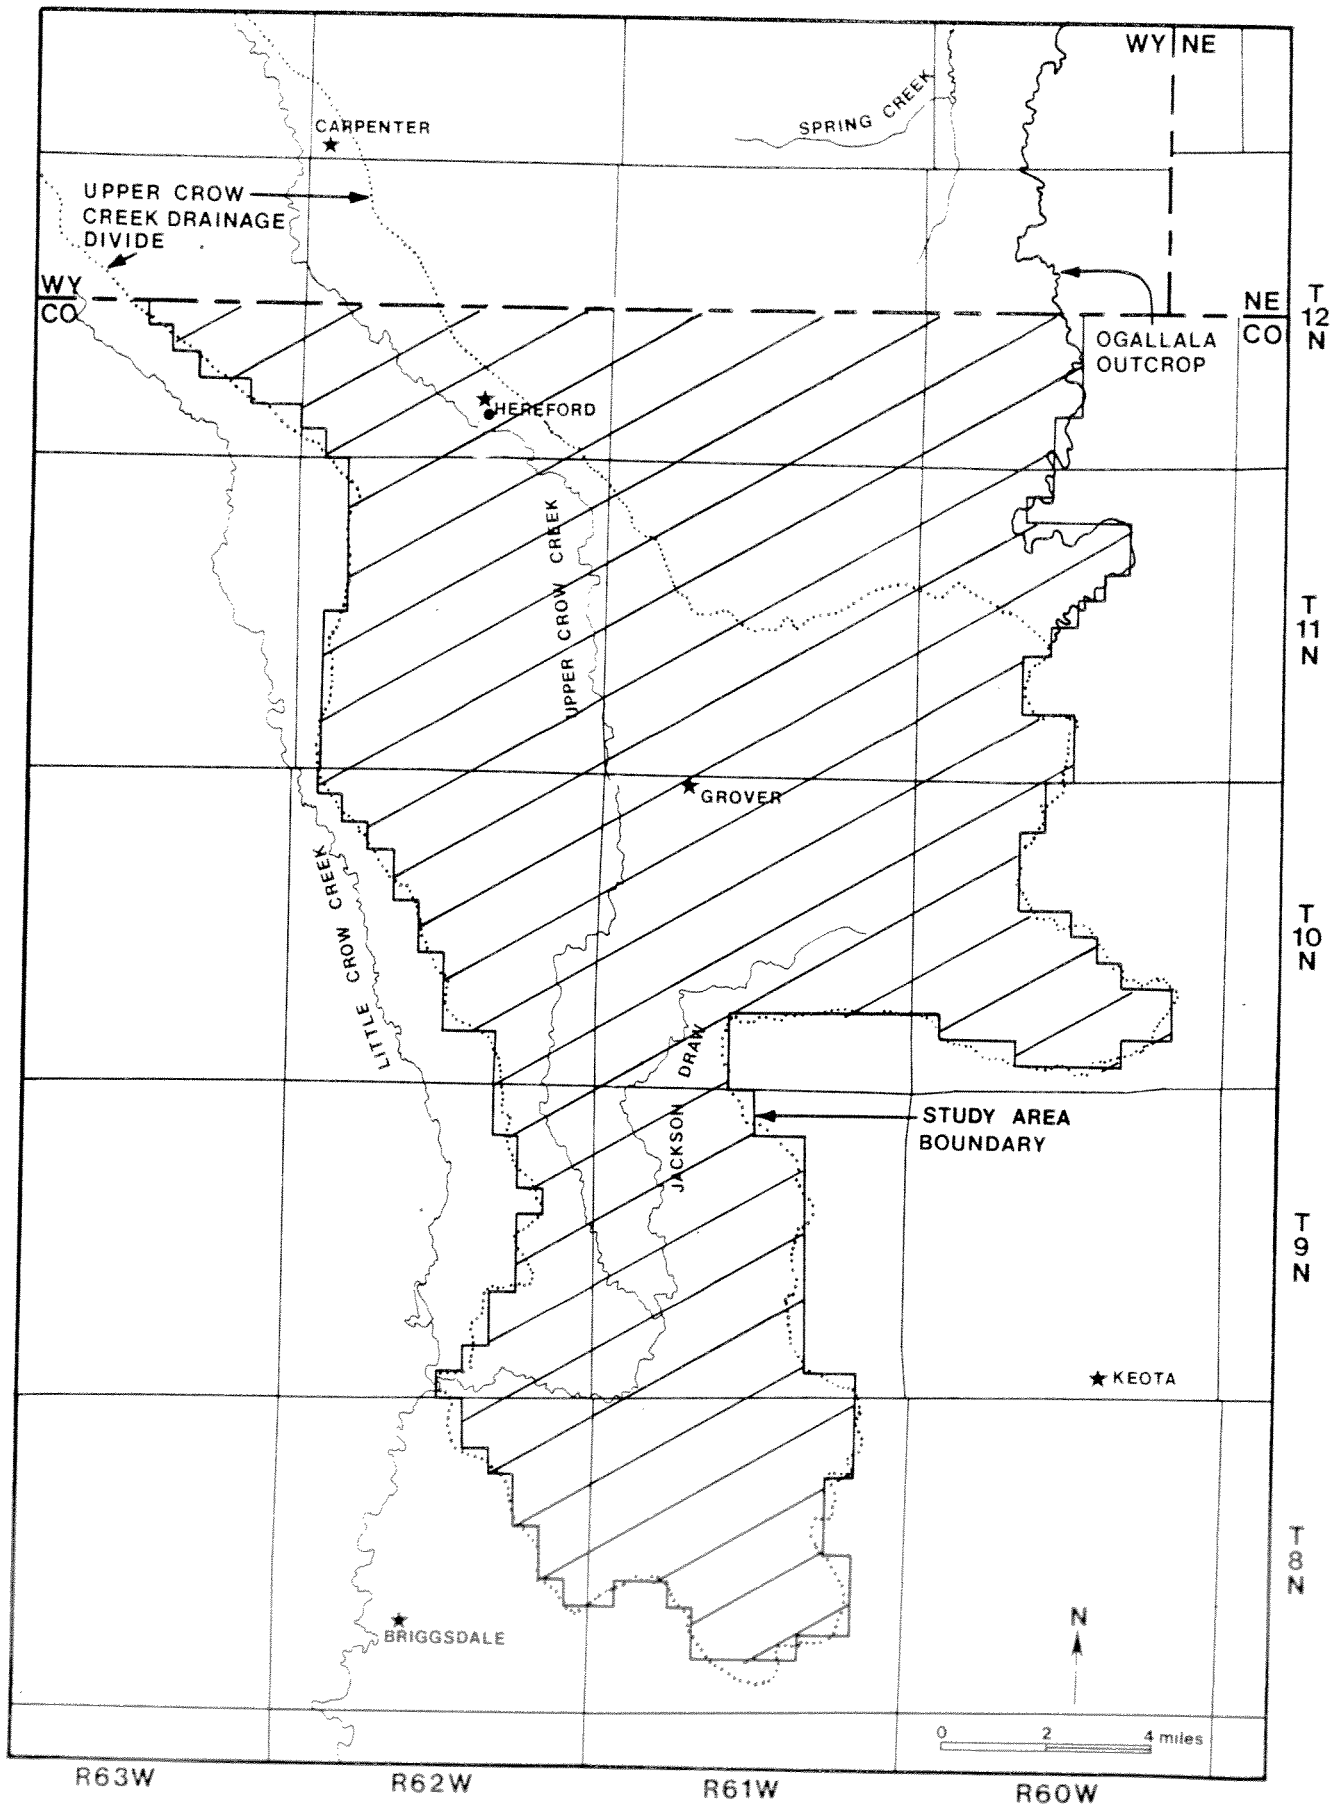 WY NE
SPRING CREEK
CARPENTER
UPPER CROW
CREEK DRAINAGE
DIVIDE
WY
CO
NE
CO
T
12
N
OGALLALA
OUTCROP
HEREFORD
UPPER CROW CREEK
T
11
N
GROVER
LITTLE CROW CREEK
T
10
N
JACKSON DRAW
STUDY AREA
BOUNDARY
T
9
N
KEOTA
T
8
N
BRIGGSDALE
N
0 2 4 miles
R63W R62W R61W R60W